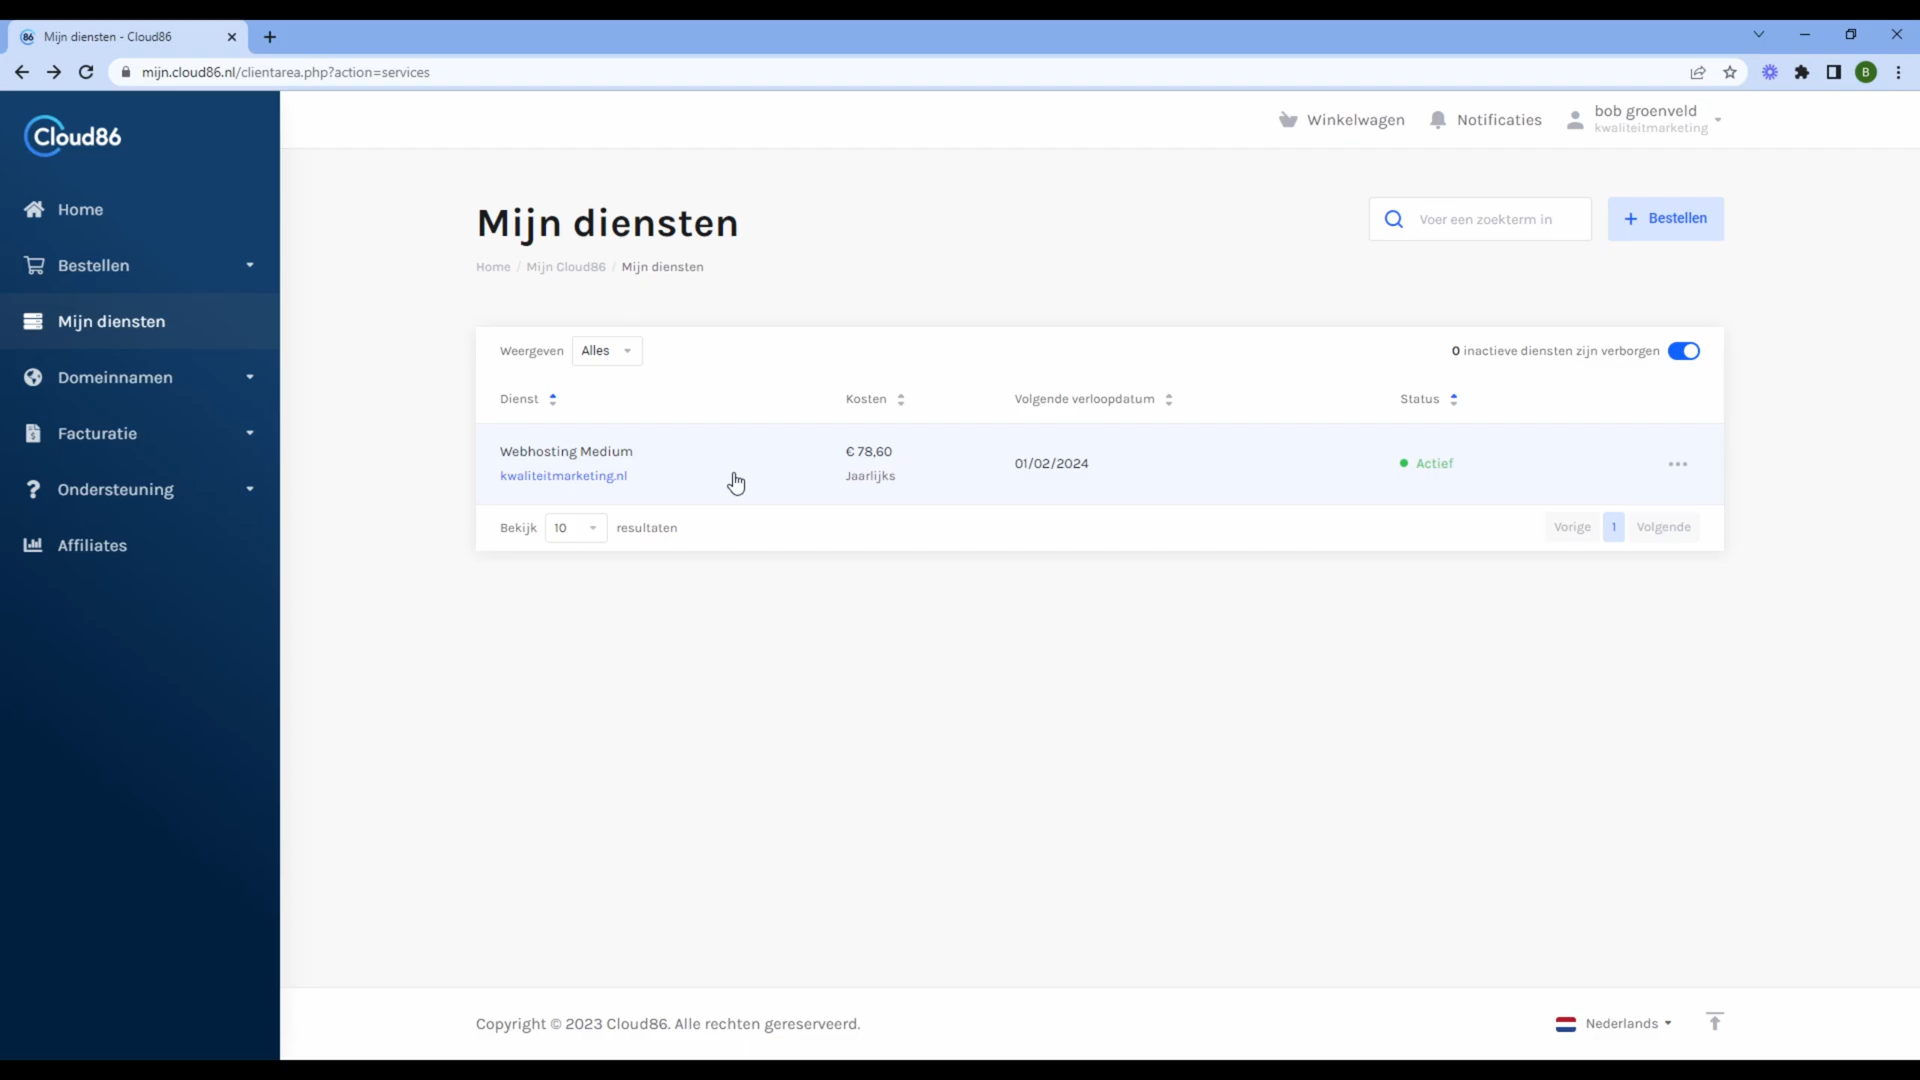 86 Mijn diensten - Cloud86
mijn.cloud86.nl/clientarea.php?action=services
B
Cloud86
Home
Bestellen
Mijn diensten
Domeinnamen
Facturatie
Ondersteuning
Affiliates
Winkelwagen
Notificaties
bob groenveld
kwaliteitmarketing
Mijn diensten
Home / Mijn Cloud86 / Mijn diensten
Voer een zoekterm in
+ Bestellen
Weergeven Alles
0 inactieve diensten zijn verborgen
Dienst Kosten Volgende verloopdatum Status
Webhosting Medium
kwaliteitmarketing.nl
€ 78,60
Jaarlijks
01/02/2024
Actief
Bekijk 10 resultaten
Vorige 1 Volgende
Copyright © 2023 Cloud86. Alle rechten gereserveerd.
Nederlands